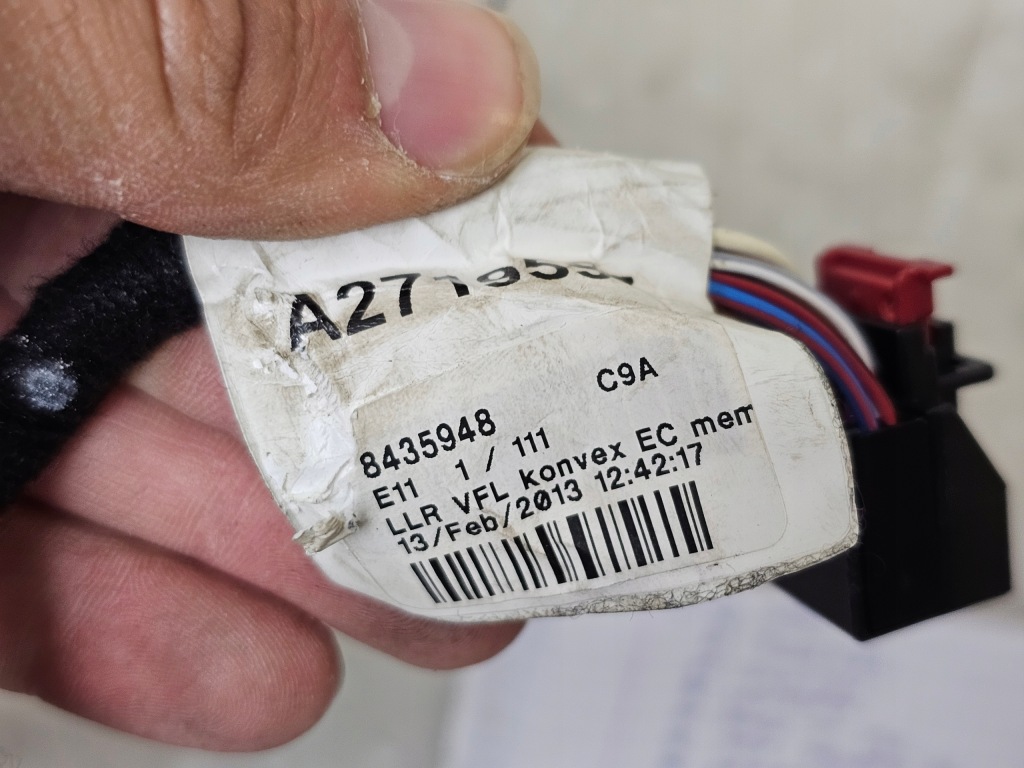 C9A
8435948
E11 1 / 111
LLR VFL konvex EC mem
13/Feb/2013 12:42:17